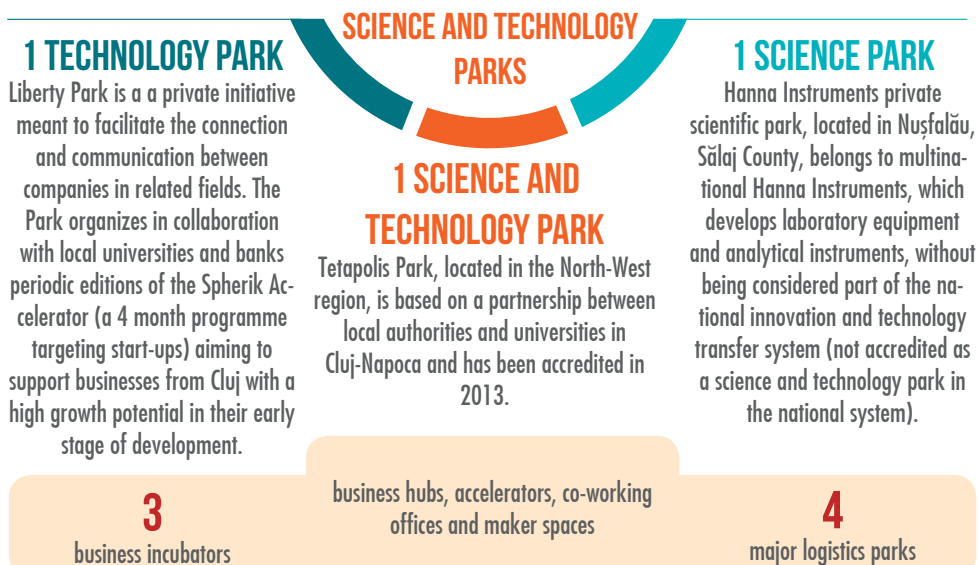 SCIENCE AND TECHNOLOGY
PARKS
1 TECHNOLOGY PARK
Liberty Park is a a private initiative
meant to facilitate the connection
and communication between
companies in related fields. The
Park organizes in collaboration
with local universities and banks
periodic editions of the Spherik Ac-
celerator (a 4 month programme
targeting start-ups) aiming to
support businesses from Cluj with a
high growth potential in their early
stage of development.
1 SCIENCE AND
TECHNOLOGY PARK
Tetapolis Park, located in the North-West
region, is based on a partnership between
local authorities and universities in
Cluj-Napoca and has been accredited in
2013.
1 SCIENCE PARK
Hanna Instruments private
scientific park, located in Nușfalău,
Sălaj County, belongs to multina-
tional Hanna Instruments, which
develops laboratory equipment
and analytical instruments, without
being considered part of the na-
tional innovation and technology
transfer system (not accredited as
a science and technology park in
the national system).
3
business incubators
business hubs, accelerators, co-working
offices and maker spaces
4
major logistics parks